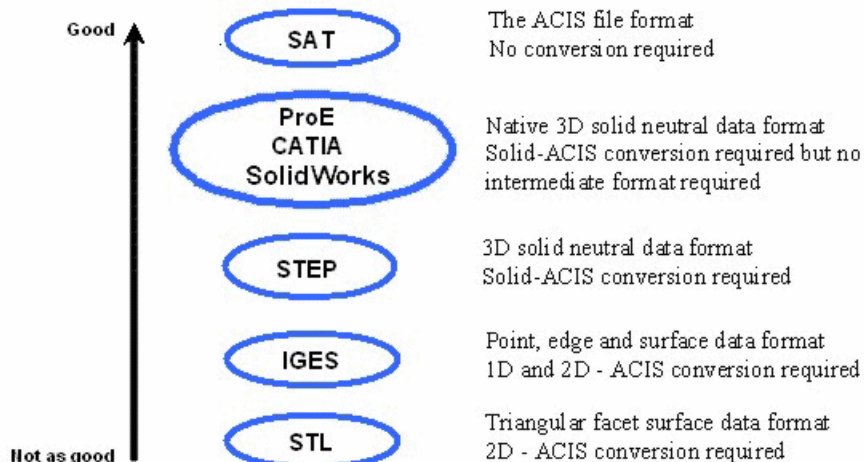 Good
SAT
The ACIS file format
No conversion required
ProE
CATIA
SolidWorks
Native 3D solid neutral data format
Solid-ACIS conversion required but no
intermediate format required
STEP
3D solid neutral data format
Solid-ACIS conversion required
IGES
Point, edge and surface data format
1D and 2D - ACIS conversion required
STL
Triangular facet surface data format
2D - ACIS conversion required
Not as good